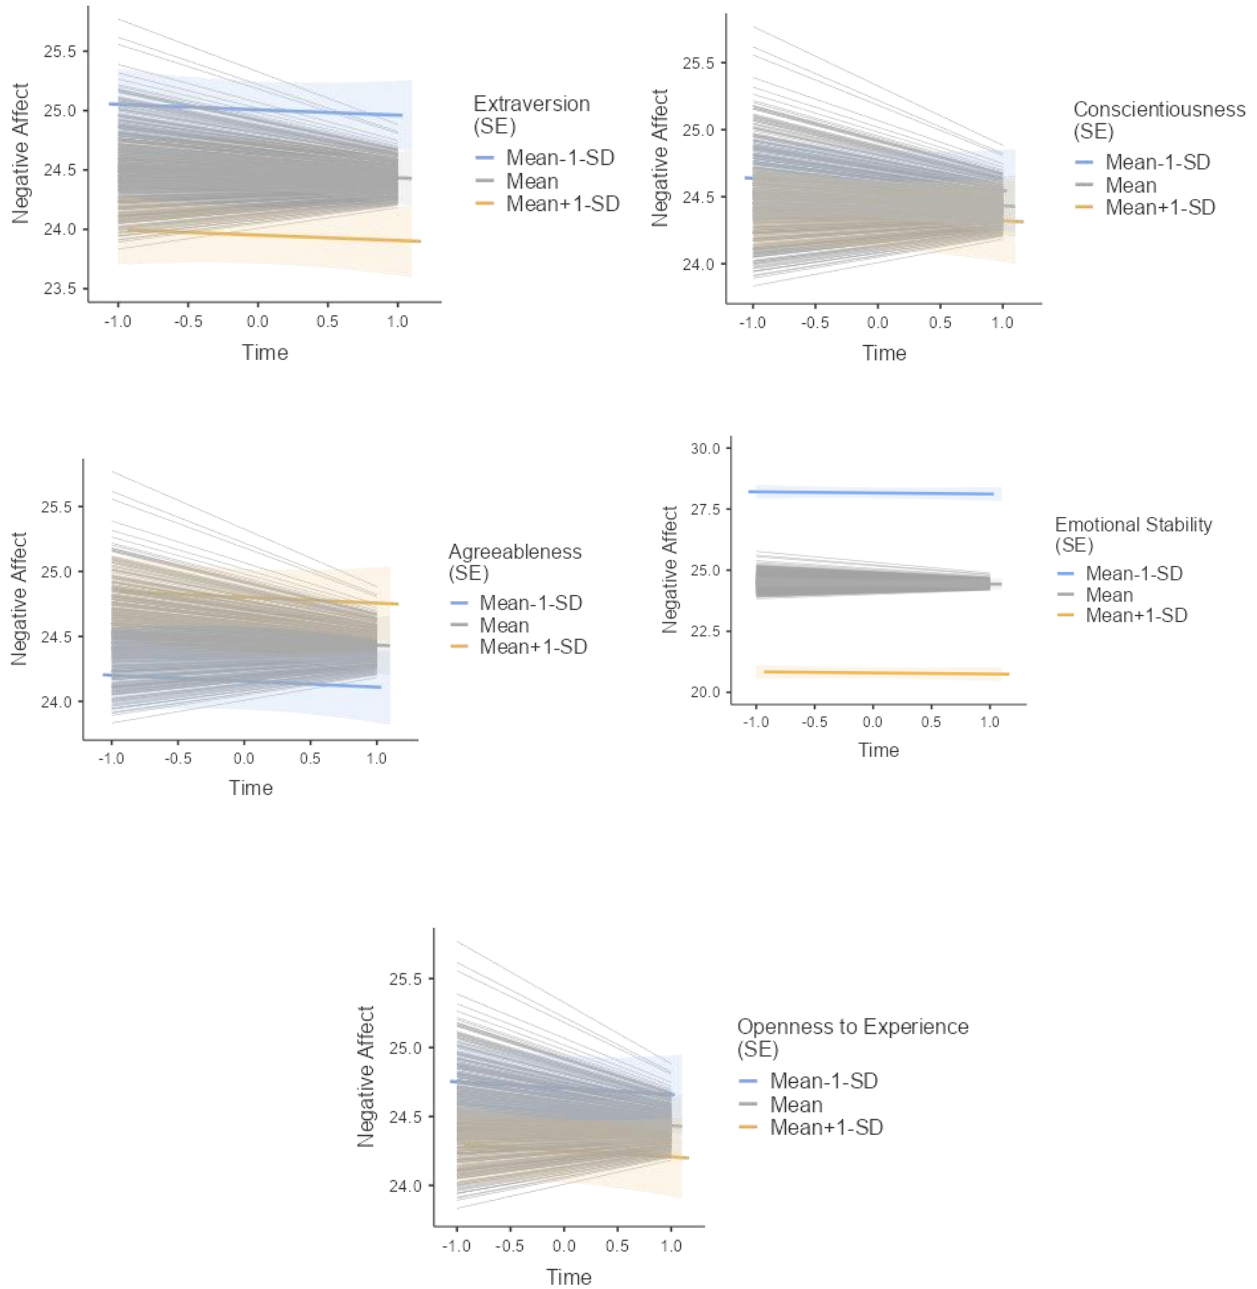 Negative Affect
25.5
25.0
24.5
24.0
23.5
-1.0 -0.5 0.0 0.5 1.0
Time
Extraversion
(SE)
Mean-1-SD
Mean
Mean+1-SD
Negative Affect
25.5
25.0
24.5
24.0
-1.0 -0.5 0.0 0.5 1.0
Time
Conscientiousness
(SE)
Mean-1-SD
Mean
Mean+1-SD
Negative Affect
25.5
25.0
24.5
24.0
-1.0 -0.5 0.0 0.5 1.0
Time
Agreeableness
(SE)
Mean-1-SD
Mean
Mean+1-SD
Negative Affect
30.0
27.5
25.0
22.5
20.0
-1.0 -0.5 0.0 0.5 1.0
Time
Emotional Stability
(SE)
Mean-1-SD
Mean
Mean+1-SD
Negative Affect
25.5
25.0
24.5
24.0
-1.0 -0.5 0.0 0.5 1.0
Time
Openness to Experience
(SE)
Mean-1-SD
Mean
Mean+1-SD